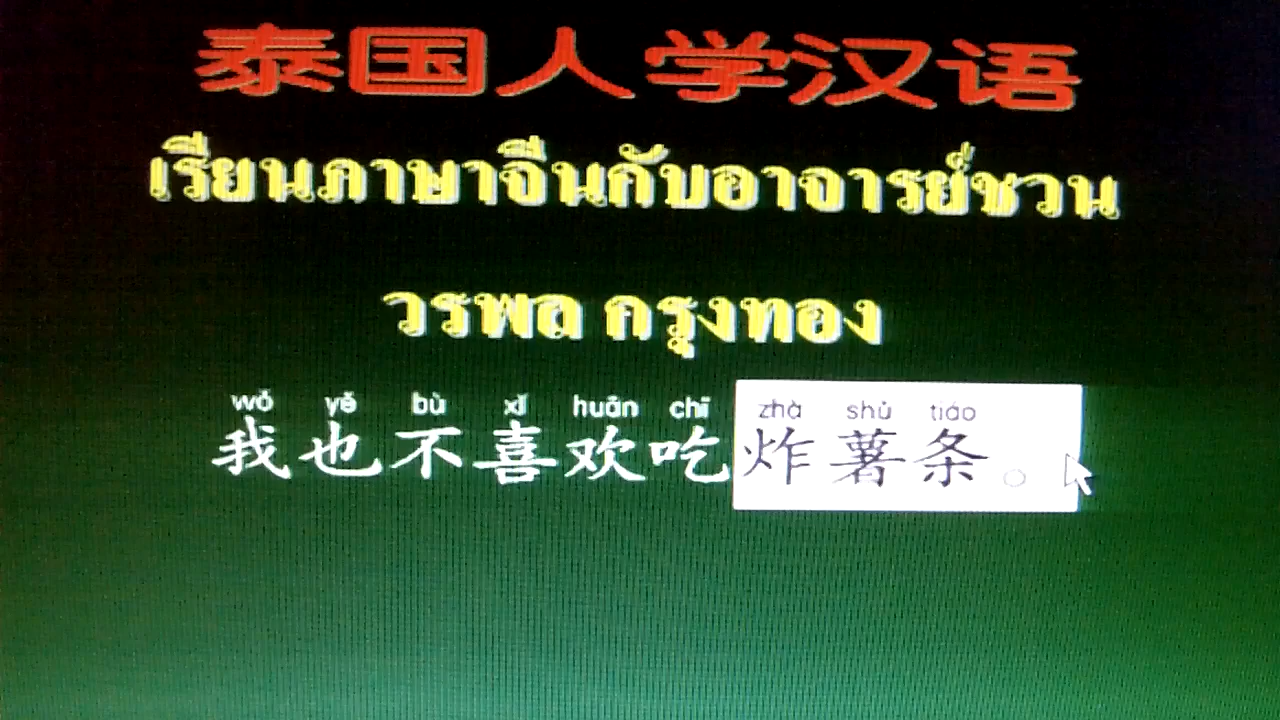 泰国人学汉语
เรียนภาษาจีนกับอาจารย์ชวน
วรพล กรุงทอง
wǒ yě bù xǐ huān chī zhà shǔ tiáo
我也不喜欢吃炸薯条。